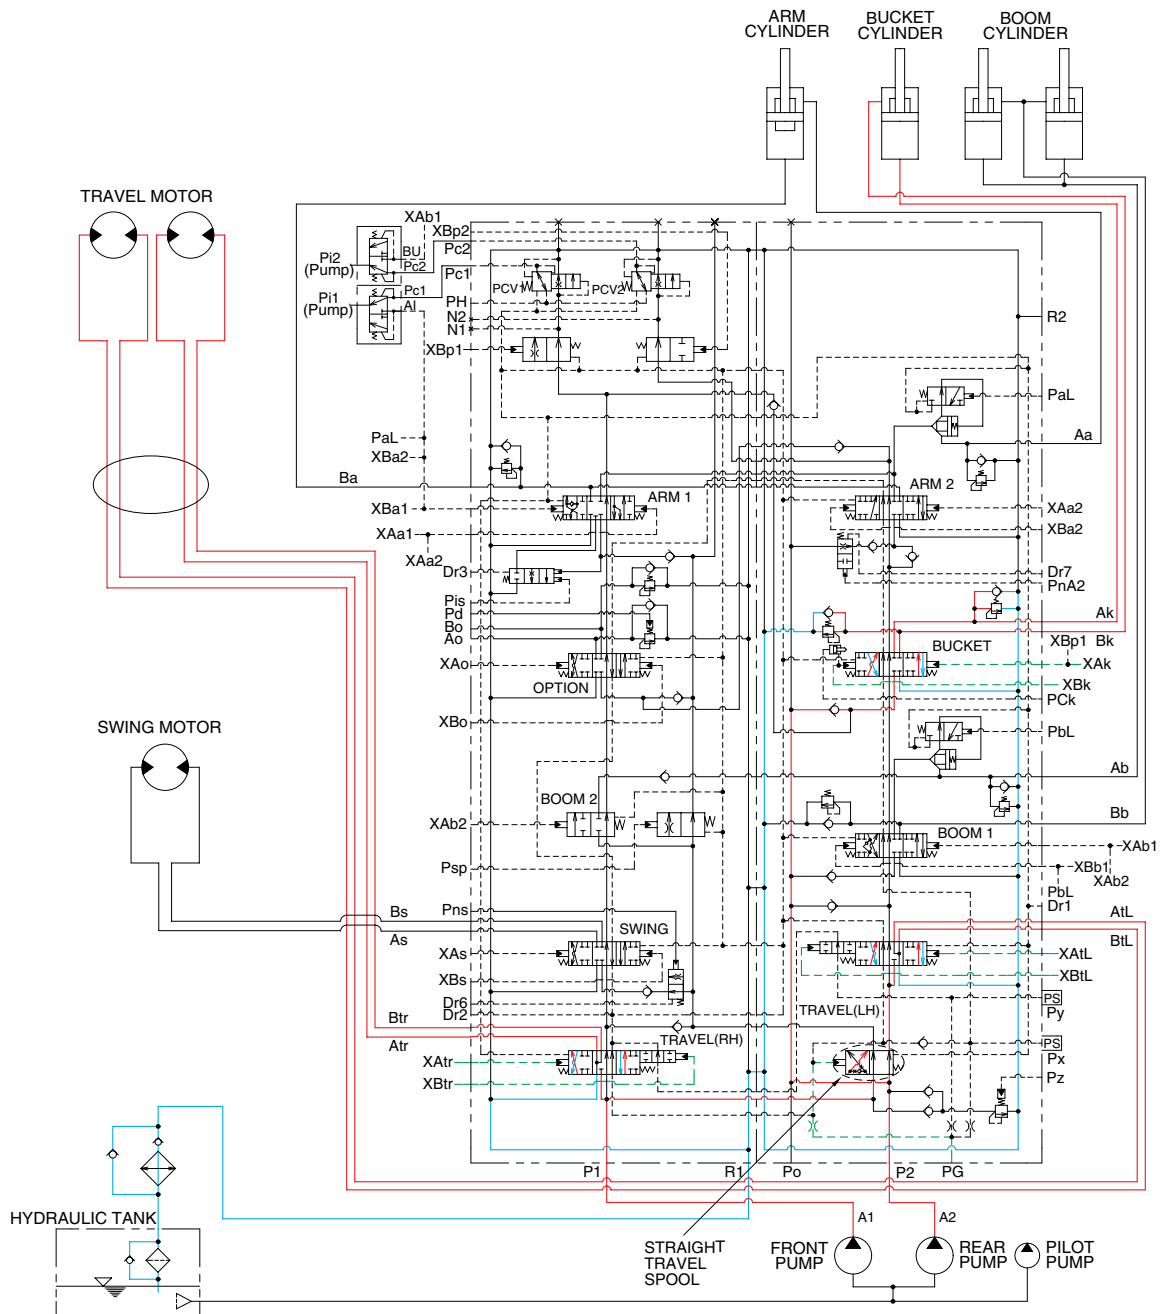 ARM
CYLINDER
BUCKET
CYLINDER
BOOM
CYLINDER
TRAVEL MOTOR
XAb1
XBp2
Pc2
BU
Pc2
Pi2
(Pump)
Pc1
Pc1
Pi1
(Pump)
AI
PCV1
PCV2
PH
N2
N1
R2
XBp1
PaL
Aa
PaL
XBa2
Ba
ARM 1
ARM 2
XBa1
XAa1
XAa2
XAa2
XBa2
Dr3
Dr7
PnA2
Pis
Pd
Bo
Ao
Ak
XBp1 Bk
BUCKET
XAo
XAk
OPTION
XBk
PCk
XBo
PbL
SWING MOTOR
Ab
BOOM 2
Bb
XAb2
BOOM 1
XAb1
XBb1
XAb2
Psp
PbL
Dr1
Bs
Pns
AtL
As
SWING
BtL
XAs
XAtL
XBs
XBtL
Dr6
Dr2
PS
Py
TRAVEL(LH)
Btr
TRAVEL(RH)
PS
Atr
Px
XAtr
XBtr
Pz
P1
R1
Po
P2
PG
HYDRAULIC TANK
A1
A2
STRAIGHT
TRAVEL
SPOOL
FRONT
PUMP
REAR
PUMP
PILOT
PUMP